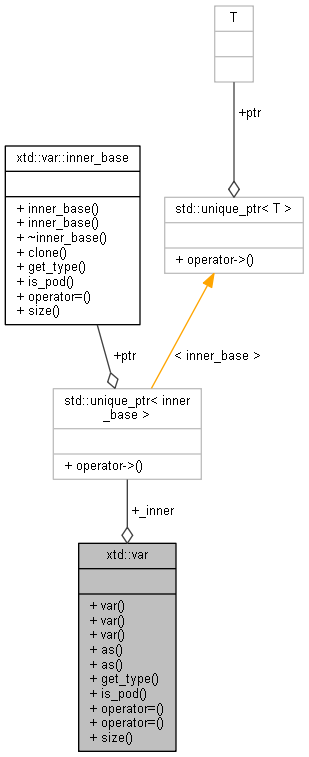 T
+ptr
xtd::var::inner_base
+ inner_base()
+ inner_base()
+ ~inner_base()
+ clone()
+ get_type()
+ is_pod()
+ operator=()
+ size()
std::unique_ptr< T >
+ operator->()
+ptr
< inner_base >
std::unique_ptr< inner
_base >
+ operator->()
+_inner
xtd::var
+ var()
+ var()
+ var()
+ as()
+ as()
+ get_type()
+ is_pod()
+ operator=()
+ operator=()
+ size()